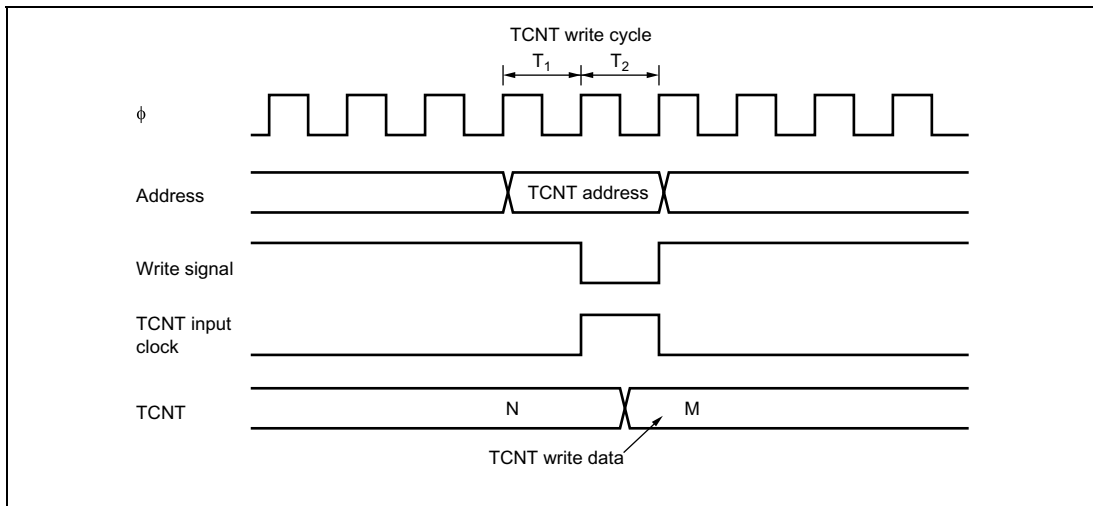 TCNT write cycle
T1 T2
ϕ
Address
TCNT address
Write signal
TCNT input
clock
TCNT
N
M
TCNT write data